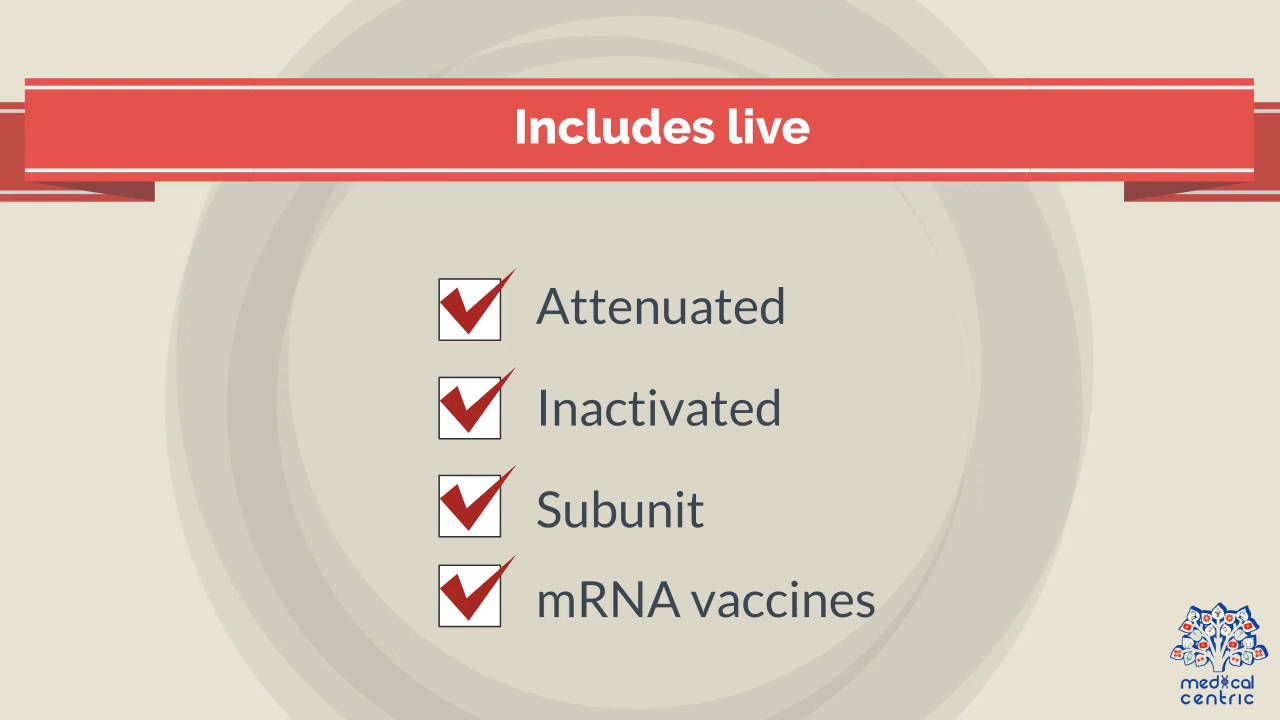 Includes live
Attenuated
Inactivated
Subunit
mRNA vaccines
medical
centric